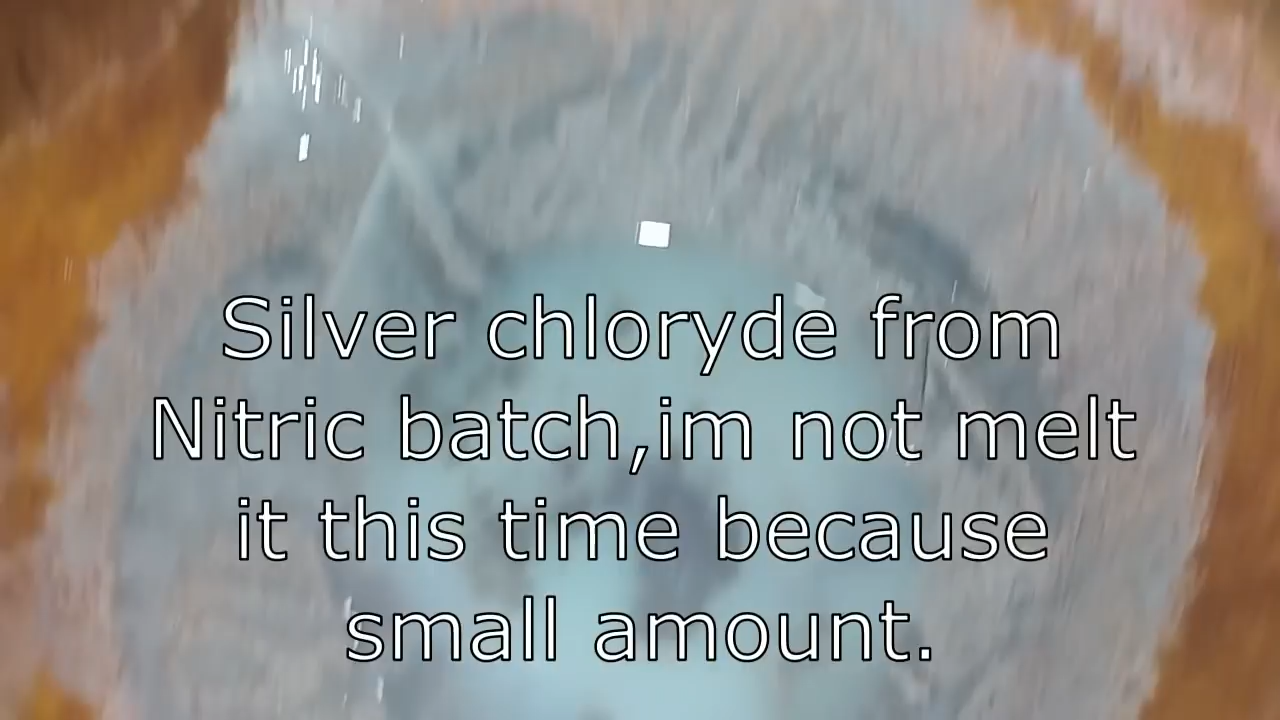 Silver chloryde from
Nitric batch,im not melt
it this time because
small amount.